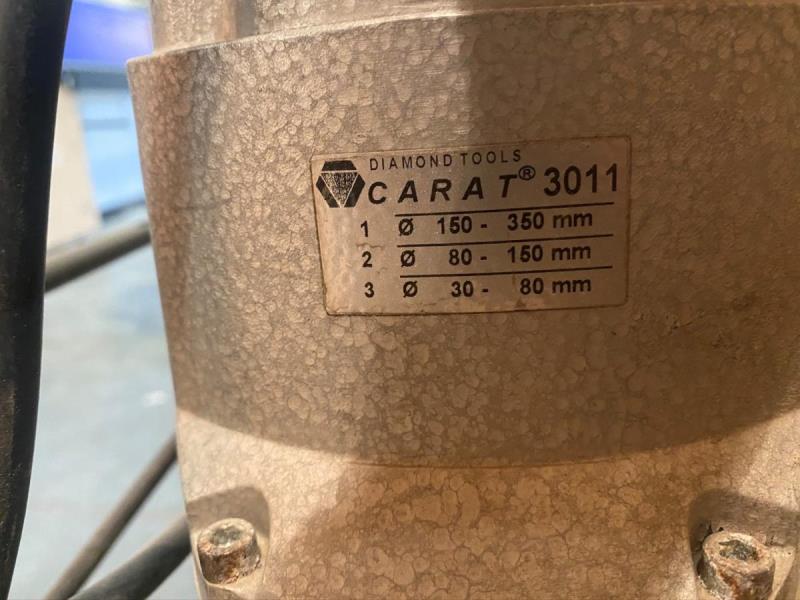 DIAMOND TOOLS
CARAT® 3011
1 Ø 150 - 350 mm
2 Ø 80 - 150 mm
3 Ø 30 - 80 mm